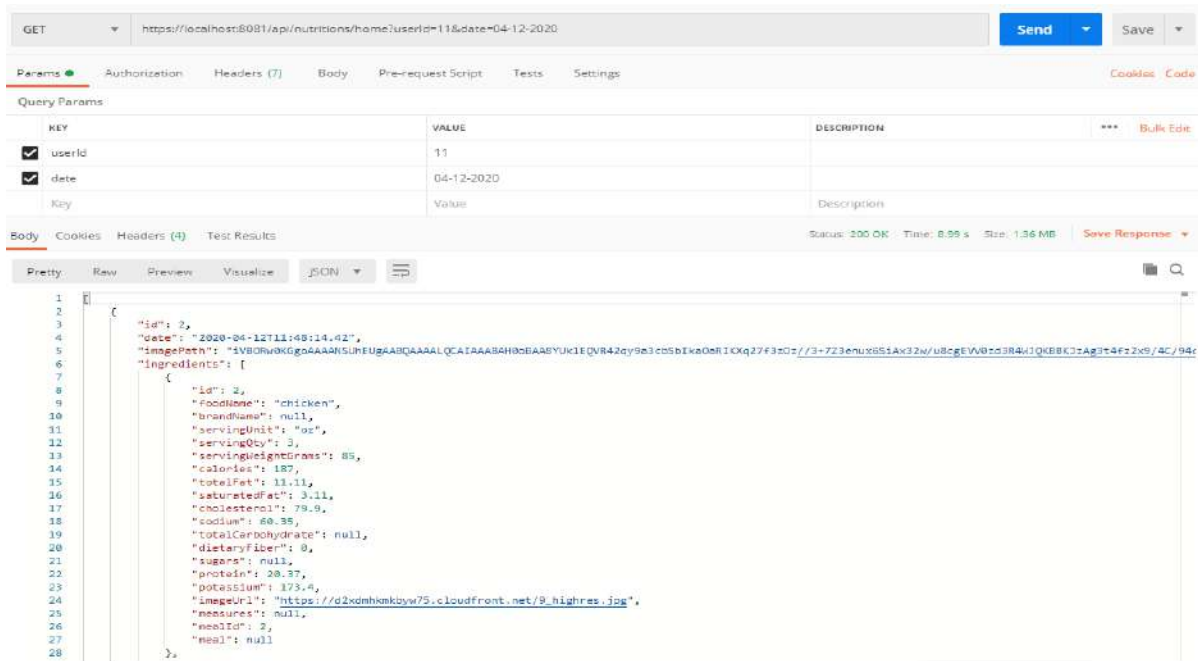 GET https://localhost:8081/api/nutritions/home?userId=11&date=04-12-2020 Send Save
Params Authorization Headers (7) Body Pre-request Script Tests Settings Cookies Code
Query Params
KEY VALUE DESCRIPTION ••• Bulk Edit
userId 11
date 04-12-2020
Key Value Description
Body Cookies Headers (4) Test Results Status: 200 OK Time: 8.99 s Size: 1.36 MB Save Response
Pretty Raw Preview Visualize JSON
1 [
2 {
3 "id": 2,
4 "date": "2020-04-12T11:48:14.42",
5 "imagePath":
6 "ingredients": [
7 {
8 "id": 2,
9 "foodName": "chicken",
10 "brandName": null,
11 "servingUnit": "oz",
12 "servingQty": 3,
13 "servingWeightGrams": 85,
14 "calories": 187,
15 "totalFat": 11.11,
16 "saturatedFat": 3.11,
17 "cholesterol": 79.9,
18 "sodium": 60.35,
19 "totalCarbohydrate": null,
20 "dietaryFiber": 0,
21 "sugars": null,
22 "protein": 20.37,
23 "potassium": 173.4,
24 "imageUrl": "https://d2xdmhkmkbyw75.cloudfront.net/9_highres.jpg",
25 "measures": null,
26 "mealId": 2,
27 "meal": null
28 },